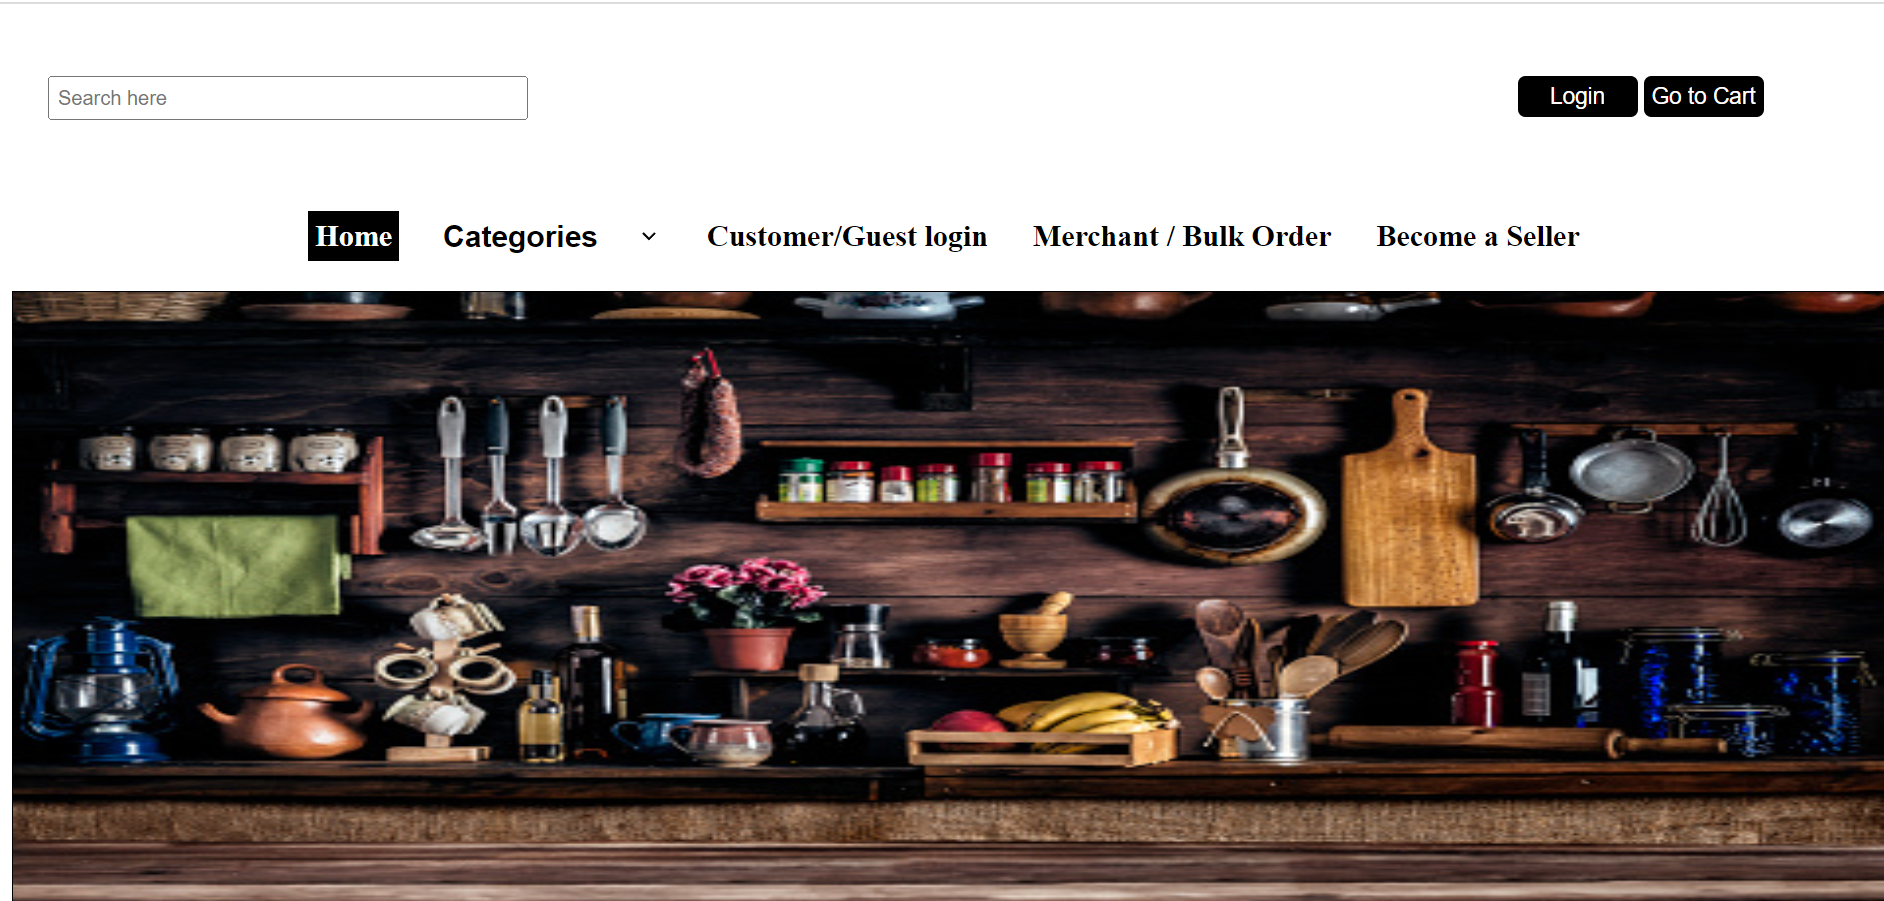 Search here
Login
Go to Cart
Home
Categories
Customer/Guest login
Merchant / Bulk Order
Become a Seller